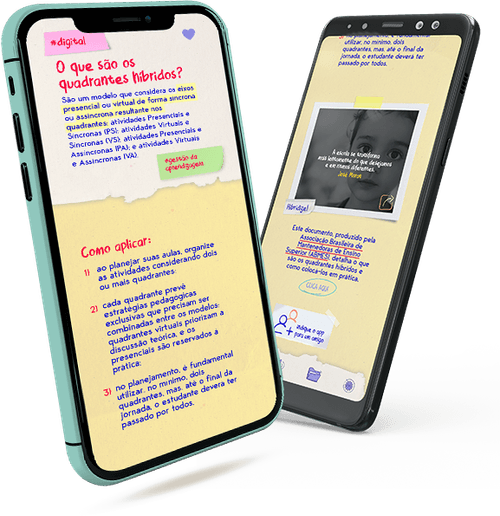 #digital
O que são os
quadrantes híbridos?
São um modelo que considera os eixos
presencial ou virtual de forma síncrona
ou assíncrona resultante nos
quadrantes: atividades Presenciais e
Síncronas (PS); atividades Virtuais e
Síncronas (VS); atividades Presenciais e
Assíncronas (PA); e atividades Virtuais
e Assíncronas (VA).
#gestão da
aprendizagem
Como aplicar:
1) ao planejar suas aulas, organize
as atividades considerando dois
ou mais quadrantes;
2) cada quadrante prevê
estratégias pedagógicas
exclusivas que precisam ser
combinadas entre os modelos:
quadrantes virtuais priorizam a
discussão teórica, e os
presenciais são reservados à
prática;
3) no planejamento, é fundamental
utilizar, no mínimo, dois
quadrantes, mas, até o final da
jornada, o estudante deverá ter
passado por todos.
3) no planejamento, é fundamental
utilizar, no mínimo, dois
quadrantes, mas, até o final da
jornada, o estudante deverá ter
passado por todos.
A escola se transforma
mais lentamente do que desejamos
e em ritmos diferentes.
José Moran
Hibridge!
Este documento, produzido pela
Associação Brasileira de
Mantenedoras de Ensino
Superior (ABMES), detalha o que
são os quadrantes híbridos e
como colocá-los em prática.
CLICA AQUI
indique o app
para um amigo